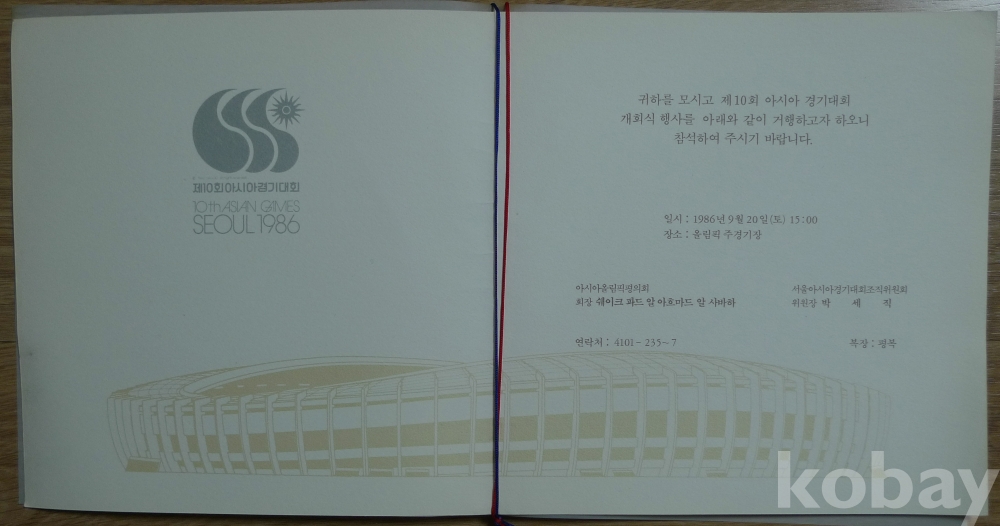 제10회아시아경기대회
10th ASIAN GAMES
SEOUL 1986
귀하를 모시고 제10회 아시아 경기대회
개회식 행사를 아래와 같이 거행하고자 하오니
참석하여 주시기 바랍니다.
일시 : 1986년 9월 20일(토) 15:00
장소 : 올림픽 주경기장
아시아올림픽평의회
회장 쉐이크 파드 알 아흐마드 알 사바하
서울아시아경기대회조직위원회
위원장 박 세 직
연락처 : 4101-235~7
복장 : 평복
kobay